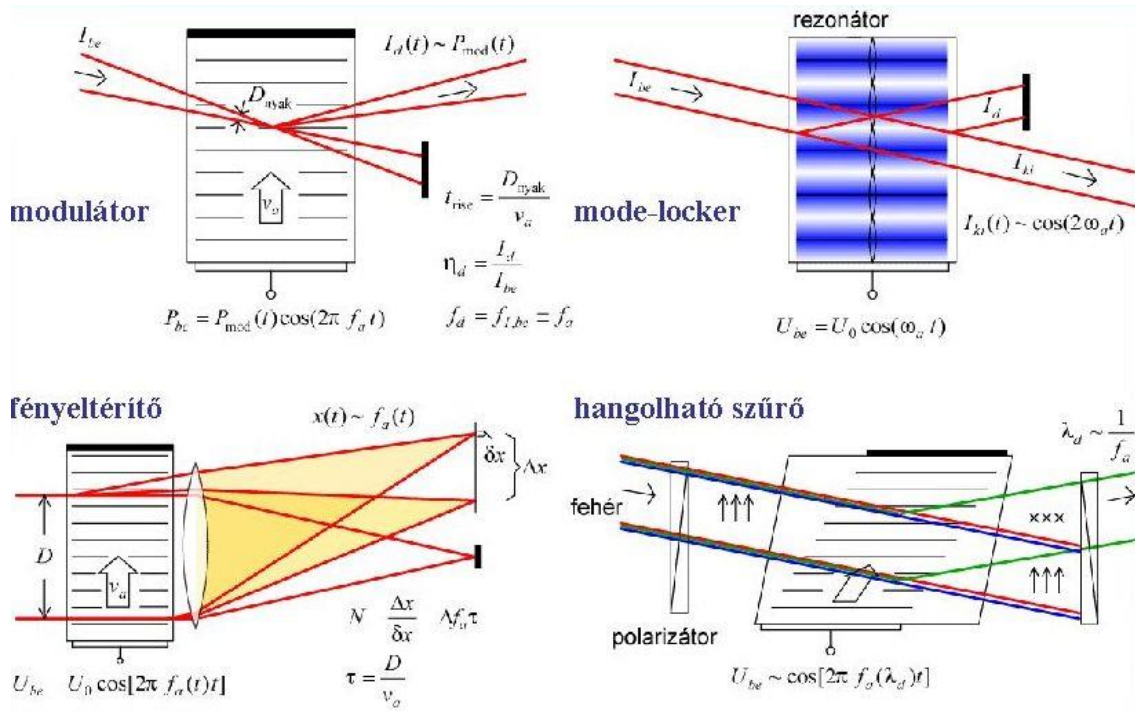 I_be
I_d(t) ~ P_mod(t)
D_nyak
v_a
modulátor
t_rise = D_nyak / v_a
η_d = I_d / I_be
P_be = P_mod(t) cos(2π f_a t)
f_d = f_I,be = f_a
rezonátor
I_be
I_d
I_ki
mode-locker
I_ki(t) ~ cos(2ω_a t)
U_be = U_0 cos(ω_a t)
fényeltérítő
x(t) ~ f_a(t)
δx
Δx
D
v_a
N Δx / δx Δf_a τ
τ = D / v_a
U_be U_0 cos[2π f_a(t)t]
hangolható szűrő
λ_d ~ 1 / f_a
fehér
×××
polarizátor
U_be ~ cos[2π f_a(λ_d)t]